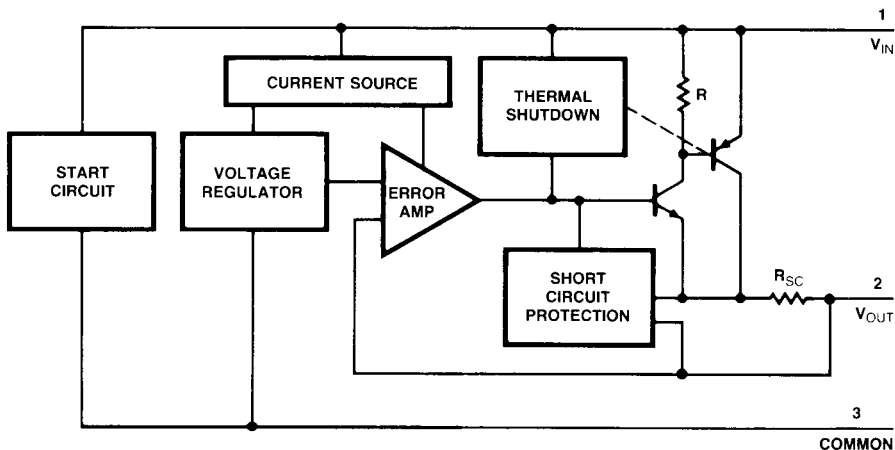 1
V_IN
CURRENT SOURCE
THERMAL
SHUTDOWN
R
START
CIRCUIT
VOLTAGE
REGULATOR
ERROR
AMP
SHORT
CIRCUIT
PROTECTION
R_SC
2
V_OUT
3
COMMON